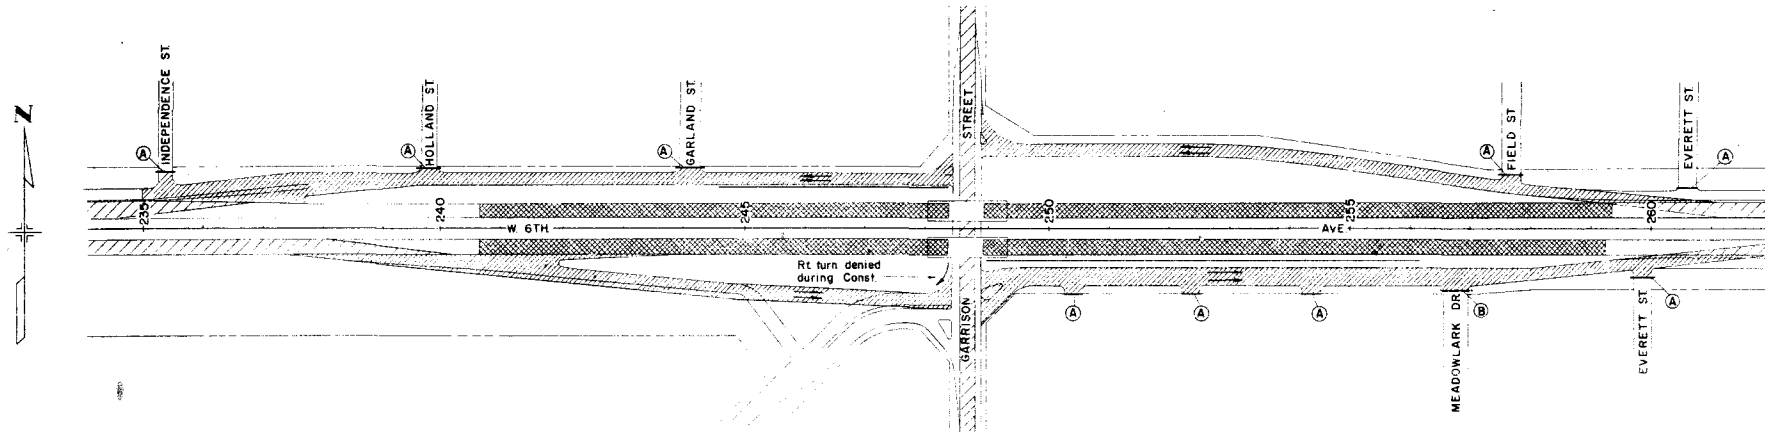 Z
INDEPENDENCE ST.
HOLLAND ST.
GARLAND ST.
STREET
FIELD ST
EVERETT ST.
A
A
A
A
A
235
240
245
250
255
260
W. 6TH
AVE
Rt. turn denied
during Const.
GARRISON
A
A
A
B
A
MEADOWLARK DR.
EVERETT ST.